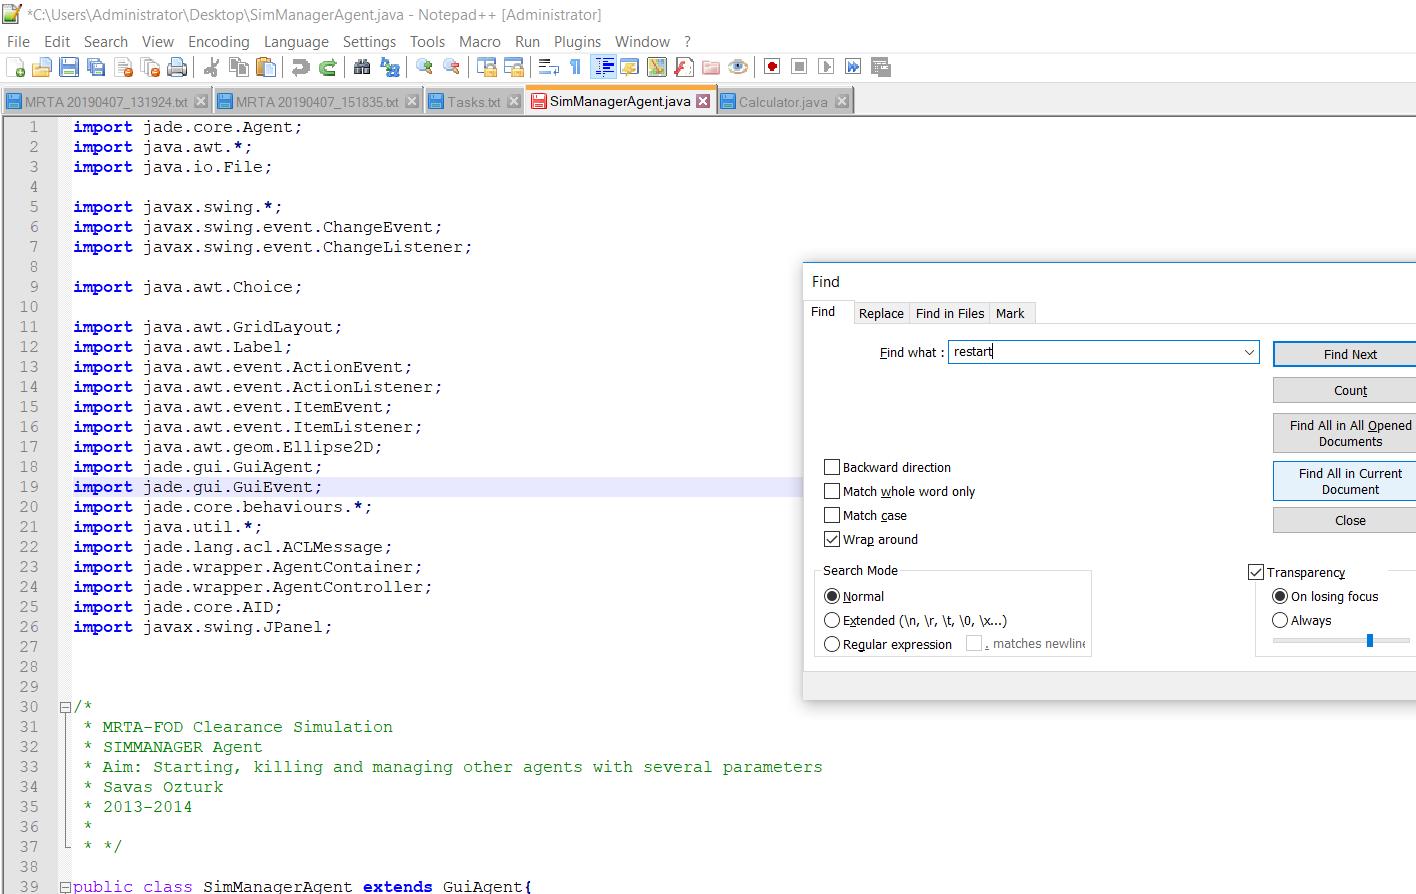 *C:\Users\Administrator\Desktop\SimManagerAgent.java - Notepad++ [Administrator]
File Edit Search View Encoding Language Settings Tools Macro Run Plugins Window ?
MRTA 20190407_131924.txt MRTA 20190407_151835.txt Tasks.txt SimManagerAgent.java Calculator.java
1 import jade.core.Agent;
2 import java.awt.*;
3 import java.io.File;
4
5 import javax.swing.*;
6 import javax.swing.event.ChangeEvent;
7 import javax.swing.event.ChangeListener;
8
9 import java.awt.Choice;
10
11 import java.awt.GridLayout;
12 import java.awt.Label;
13 import java.awt.event.ActionEvent;
14 import java.awt.event.ActionListener;
15 import java.awt.event.ItemEvent;
16 import java.awt.event.ItemListener;
17 import java.awt.geom.Ellipse2D;
18 import jade.gui.GuiAgent;
19 import jade.gui.GuiEvent;
20 import jade.core.behaviours.*;
21 import java.util.*;
22 import jade.lang.acl.ACLMessage;
23 import jade.wrapper.AgentContainer;
24 import jade.wrapper.AgentController;
25 import jade.core.AID;
26 import javax.swing.JPanel;
27
28
29
30 /*
31 * MRTA-FOD Clearance Simulation
32 * SIMMANAGER Agent
33 * Aim: Starting, killing and managing other agents with several parameters
34 * Savas Ozturk
35 * 2013-2014
36 *
37 * */
38
39 public class SimManagerAgent extends GuiAgent{
Find
Find Replace Find in Files Mark
Find what : restart
Find Next
Count
Find All in All Opened
Documents
Find All in Current
Document
Close
Backward direction
Match whole word only
Match case
Wrap around
Search Mode
Normal
Extended (\n, \r, \t, \0, \x...)
Regular expression . matches newline
Transparency
On losing focus
Always